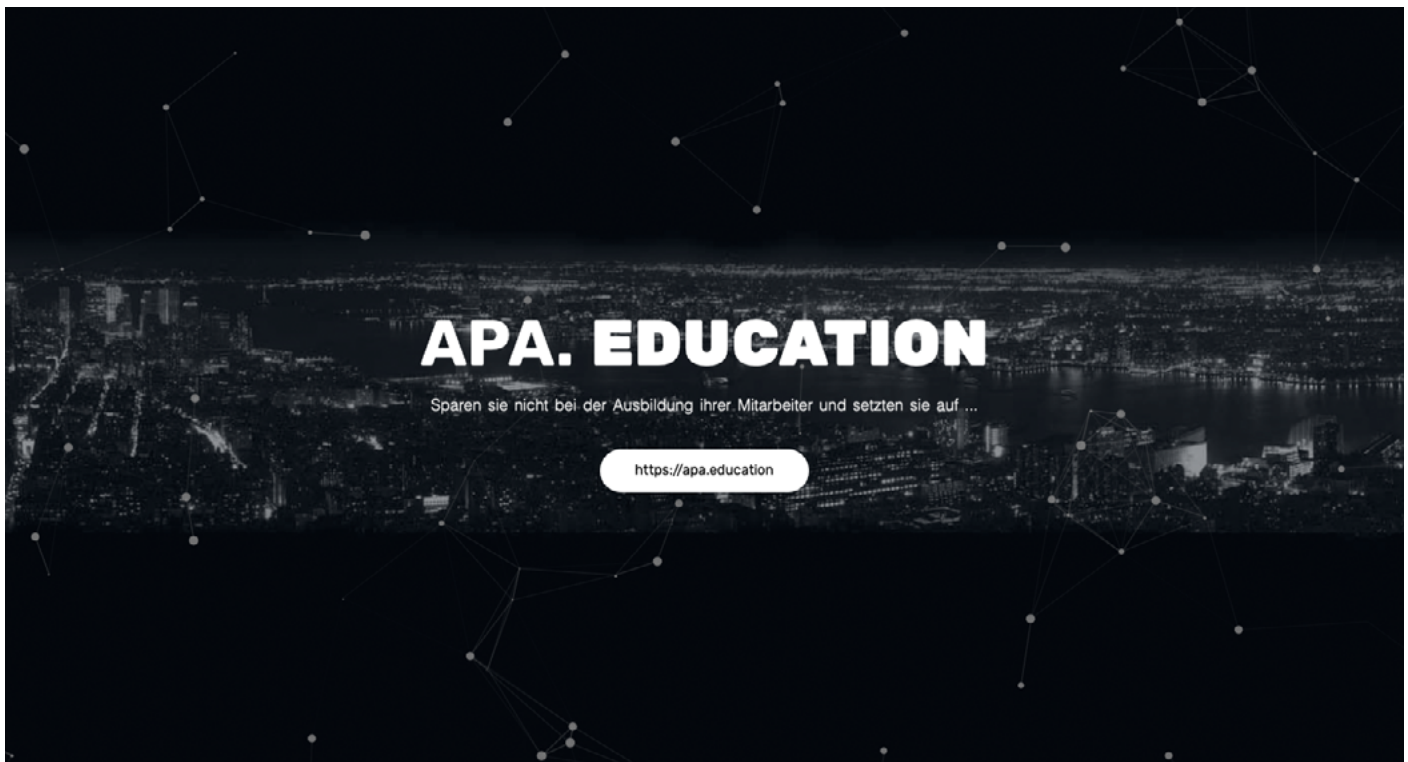 APA. EDUCATION
Sparen sie nicht bei der Ausbildung ihrer Mitarbeiter und setzten sie auf ...
https://apa.education